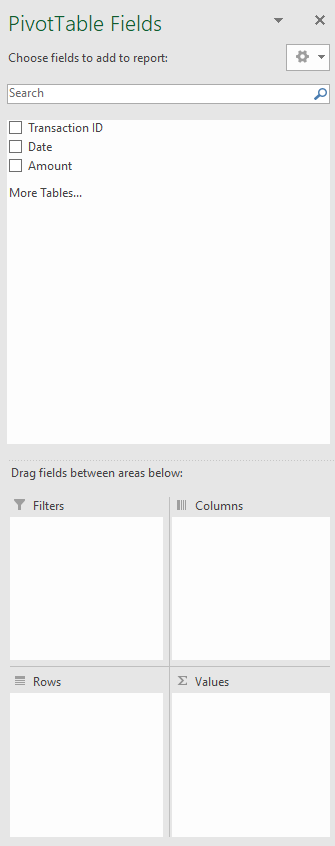 PivotTable Fields
Choose fields to add to report:
Search
Transaction ID
Date
Amount
More Tables...
Drag fields between areas below:
Filters
Columns
Rows
Values